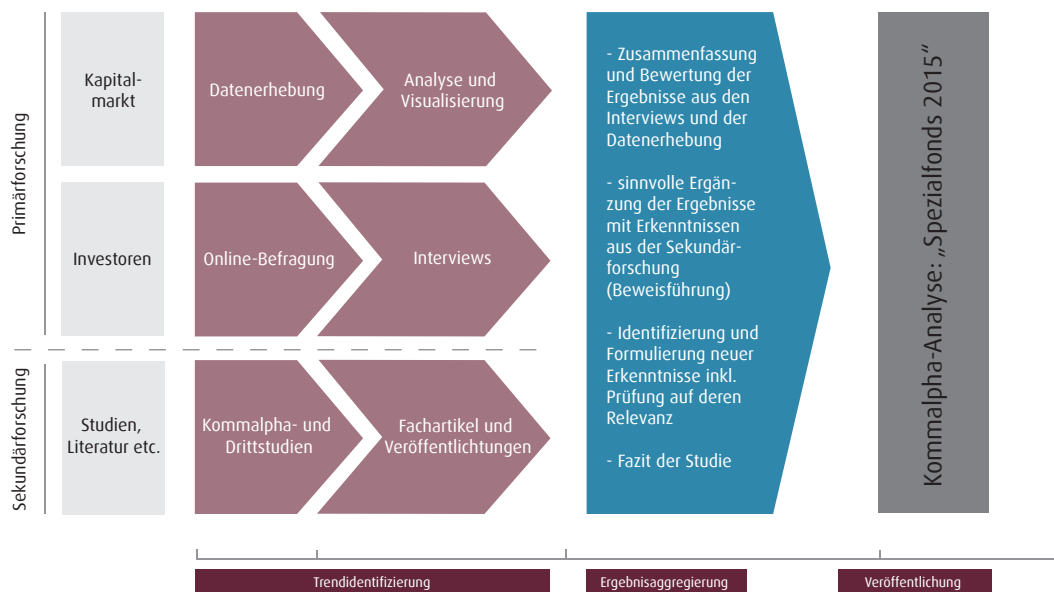 Primärforschung
Kapital-
markt
Datenerhebung
Analyse und
Visualisierung
Investoren
Online-Befragung
Interviews
Sekundärforschung
Studien,
Literatur etc.
Kommalpha- und
Drittstudien
Fachartikel und
Veröffentlichtungen
- Zusammenfassung
und Bewertung der
Ergebnisse aus den
Interviews und der
Datenerhebung
- sinnvolle Ergän-
zung der Ergebnisse
mit Erkenntnissen
aus der Sekundär-
forschung
(Beweisführung)
- Identifizierung und
Formulierung neuer
Erkenntnisse inkl.
Prüfung auf deren
Relevanz
- Fazit der Studie
Kommalpha-Analyse: „Spezialfonds 2015“
Trendidentifizierung
Ergebnisaggregierung
Veröffentlichung